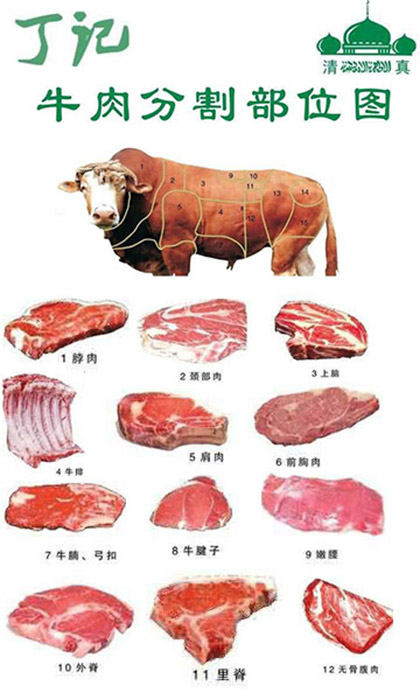 丁记
清真
牛肉分割部位图
1
2
3
9
10
11
5
4
8
12
13
14
15
1 脖肉
2 颈部肉
3 上脑
4 牛排
5 肩肉
6 前胸肉
7 牛腩、弓扣
8 牛腱子
9 嫩腰
10 外脊
11 里脊
12 无骨腹肉